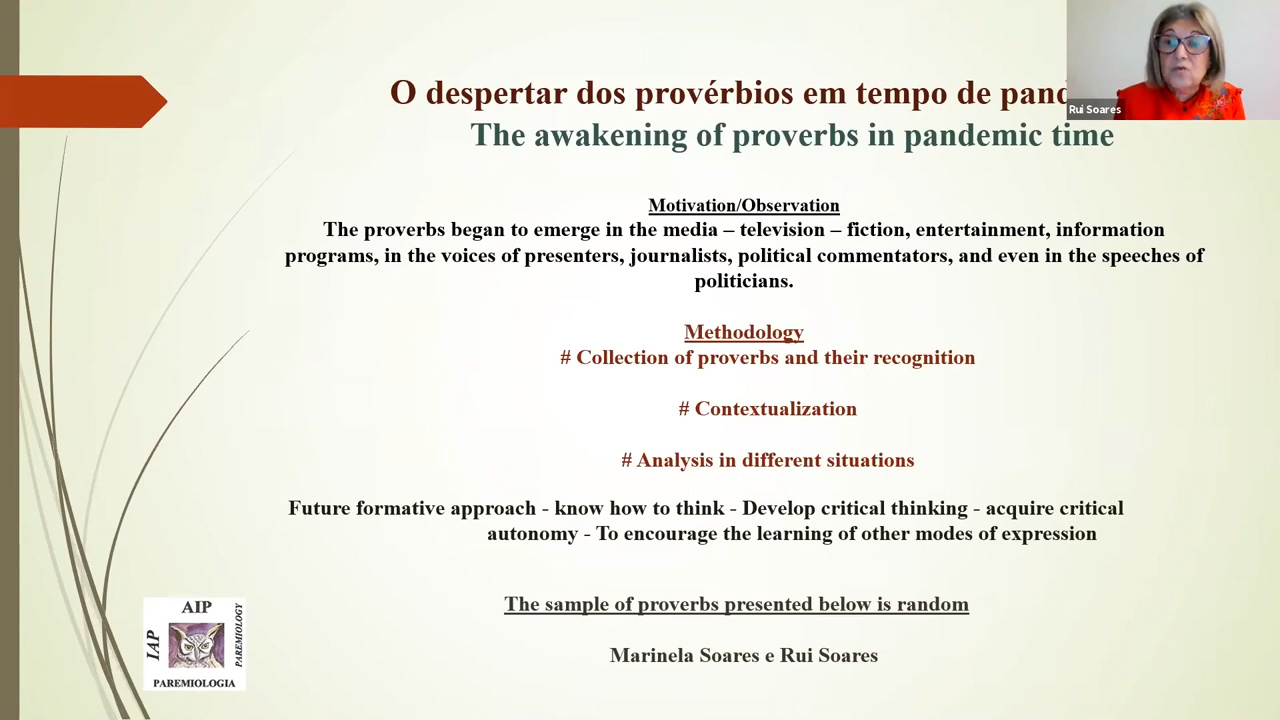 O despertar dos provérbios em tempo de pand
Rui Soares
The awakening of proverbs in pandemic time
Motivation/Observation
The proverbs began to emerge in the media – television – fiction, entertainment, information
programs, in the voices of presenters, journalists, political commentators, and even in the speeches of
politicians.
Methodology
# Collection of proverbs and their recognition
# Contextualization
# Analysis in different situations
Future formative approach - know how to think - Develop critical thinking - acquire critical
autonomy - To encourage the learning of other modes of expression
The sample of proverbs presented below is random
Marinela Soares e Rui Soares
AIP
IAP
PAREMIOLOGY
PAREMIOLOGIA